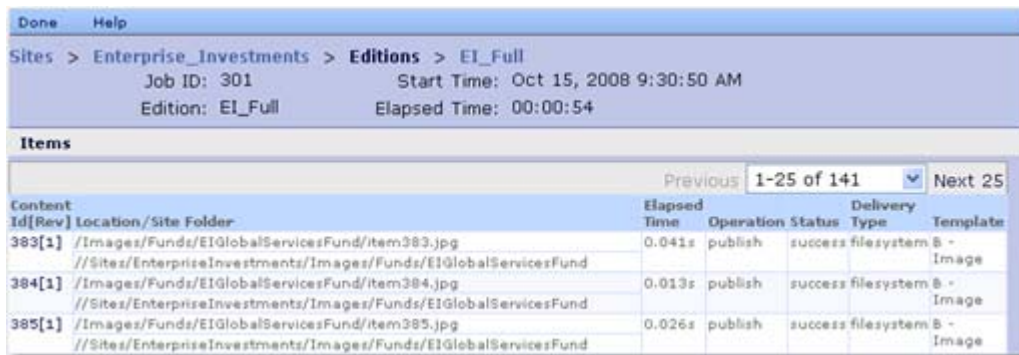 Done Help
Sites > Enterprise_Investments > Editions > EI_Full
Job ID: 301 Start Time: Oct 15, 2008 9:30:50 AM
Edition: EI_Full Elapsed Time: 00:00:54
Items
Previous 1-25 of 141 Next 25
Content Elapsed Delivery
Id[Rev] Location/Site Folder Time Operation Status Type Template
383[1] /Images/Funds/EIGlobalServicesFund/item383.jpg 0.041s publish success filesystem B -
//Sites/EnterpriseInvestments/Images/Funds/EIGlobalServicesFund Image
384[1] /Images/Funds/EIGlobalServicesFund/item384.jpg 0.013s publish success filesystem B -
//Sites/EnterpriseInvestments/Images/Funds/EIGlobalServicesFund Image
385[1] /Images/Funds/EIGlobalServicesFund/item385.jpg 0.026s publish success filesystem B -
//Sites/EnterpriseInvestments/Images/Funds/EIGlobalServicesFund Image